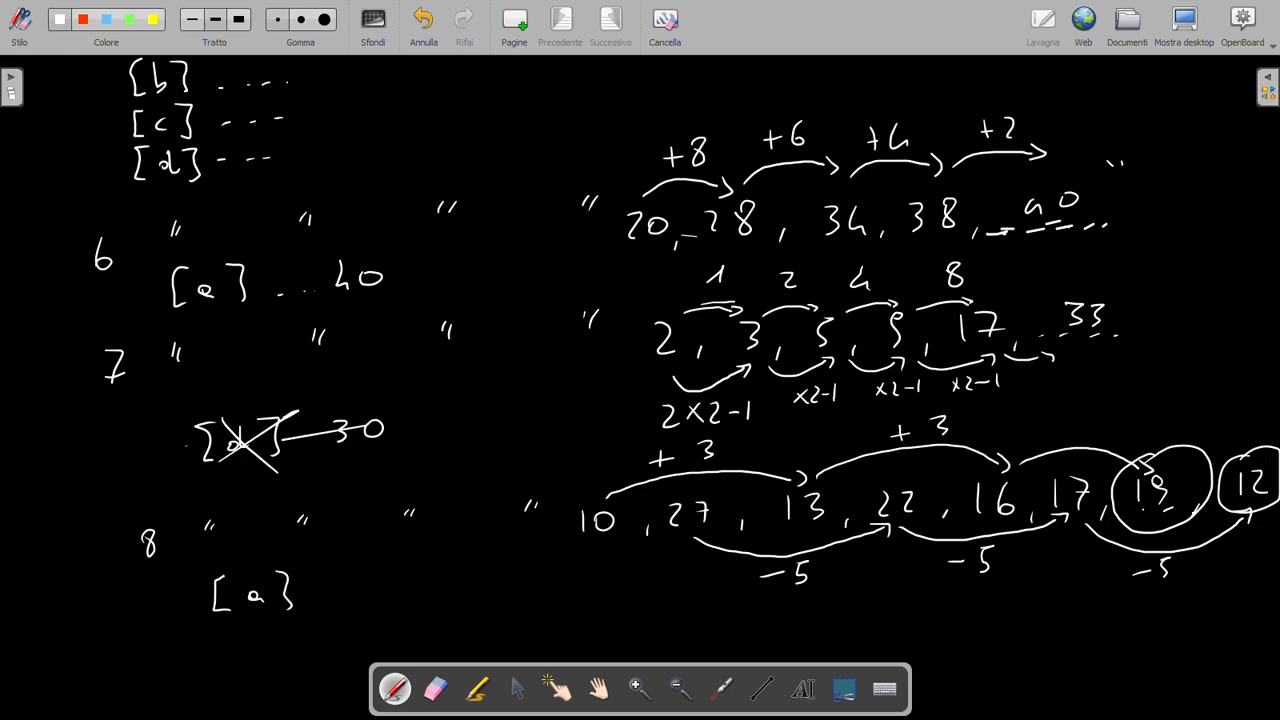 Stilo Colore Tratto Gomma Sfondi Annulla Rifai Pagine Precedente Successivo Cancella Lavagna Web Documenti Mostra desktop OpenBoard
[b] ....
[c] ----
[d] ---
+8 +6 +4 +2
" " " " 20, 28, 34, 38, 40 "
6 [a] ... 40
1 2 4 8
7 " " " " 2, 3, 5, 9, 17, 33
2×2-1 ×2-1 ×2-1 ×2-1
[d] 30
+3 +3
8 " " " " 10, 27, 13, 22, 16, 17, 19, 12
-5 -5 -5
[a]
AI